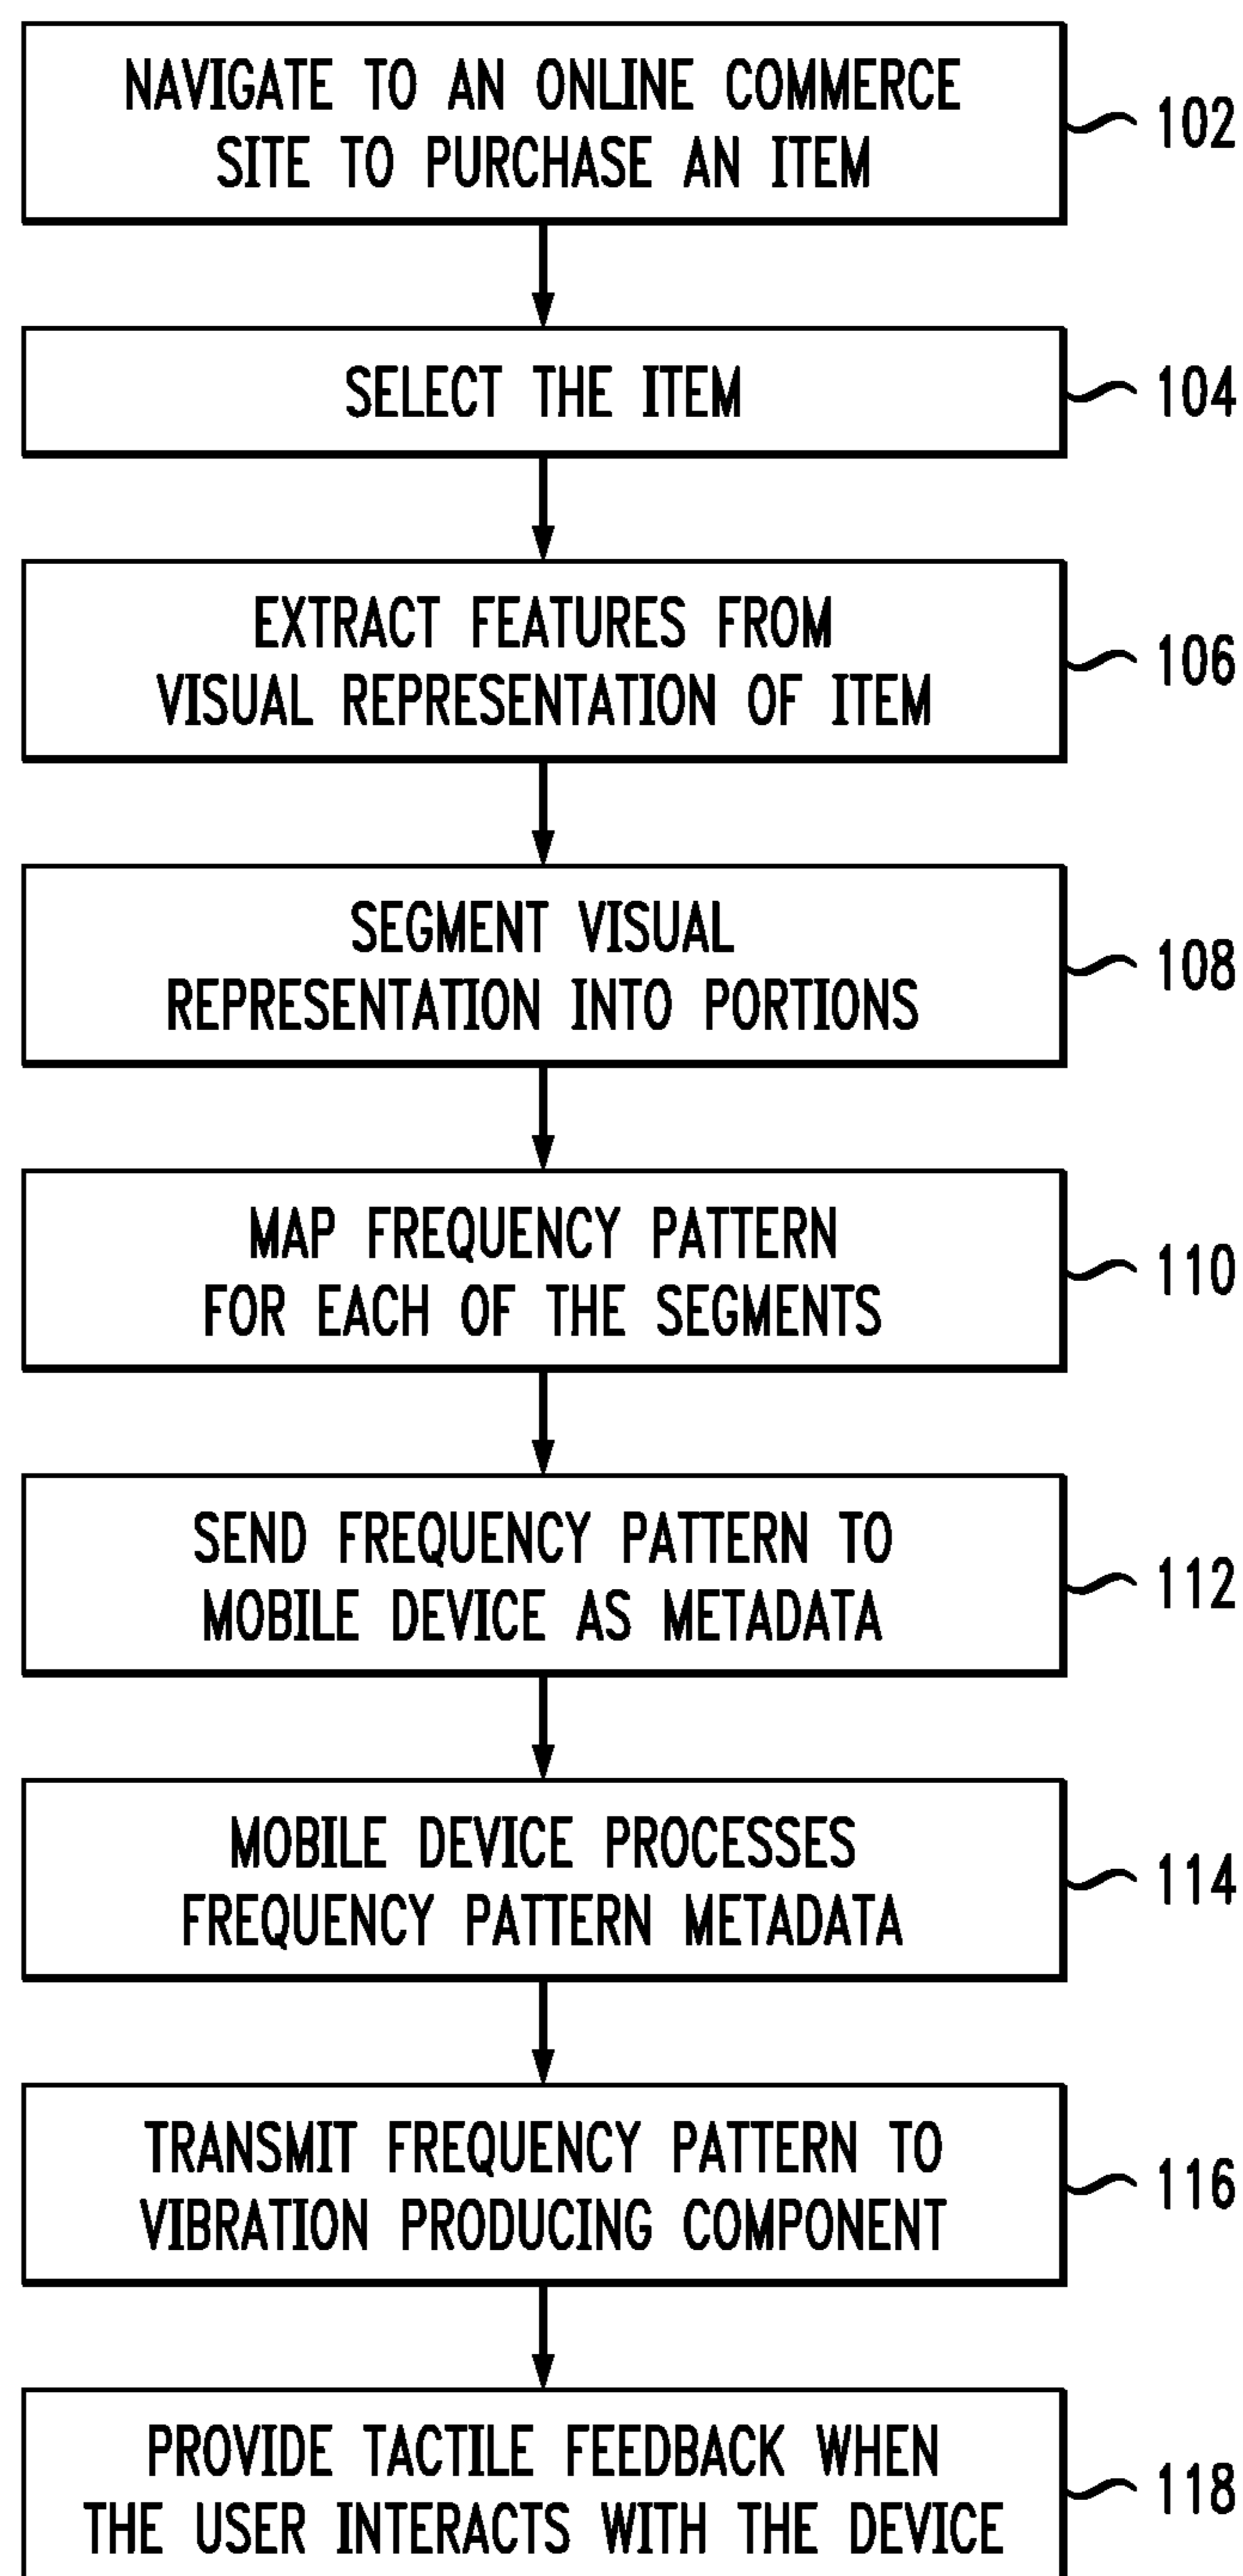 NAVIGATE TO AN ONLINE COMMERCE
SITE TO PURCHASE AN ITEM
102
SELECT THE ITEM
104
EXTRACT FEATURES FROM
VISUAL REPRESENTATION OF ITEM
106
SEGMENT VISUAL
REPRESENTATION INTO PORTIONS
108
MAP FREQUENCY PATTERN
FOR EACH OF THE SEGMENTS
110
SEND FREQUENCY PATTERN TO
MOBILE DEVICE AS METADATA
112
MOBILE DEVICE PROCESSES
FREQUENCY PATTERN METADATA
114
TRANSMIT FREQUENCY PATTERN TO
VIBRATION PRODUCING COMPONENT
116
PROVIDE TACTILE FEEDBACK WHEN
THE USER INTERACTS WITH THE DEVICE
118